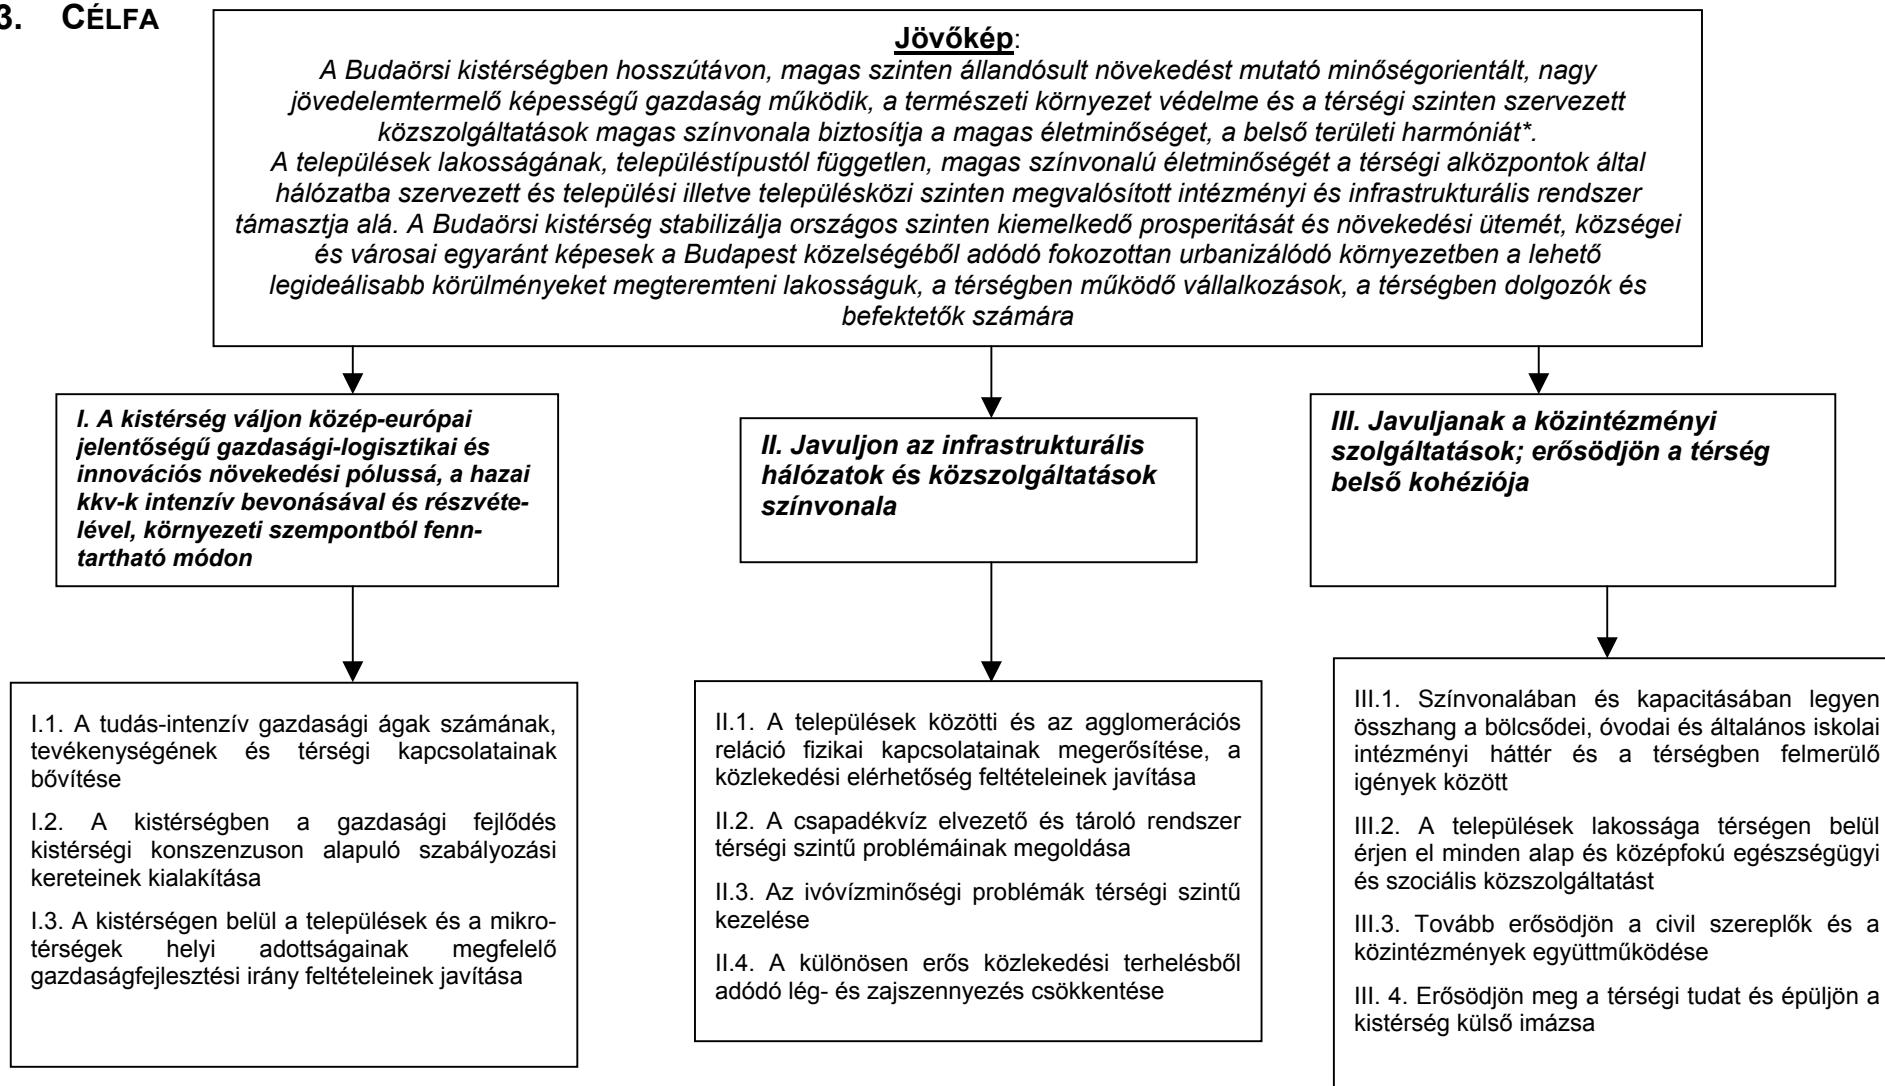 3. CÉLFA
Jövőkép:
A Budaörsi kistérségben hosszútávon, magas szinten állandósult növekedést mutató minőségorientált, nagy
jövedelemtermelő képességű gazdaság működik, a természeti környezet védelme és a térségi szinten szervezett
közszolgáltatások magas színvonala biztosítja a magas életminőséget, a belső területi harmóniát*.
A települések lakosságának, településtípustól független, magas színvonalú életminőségét a térségi alközpontok által
hálózatba szervezett és települési illetve településközi szinten megvalósított intézményi és infrastrukturális rendszer
támasztja alá. A Budaörsi kistérség stabilizálja országos szinten kiemelkedő prosperitását és növekedési ütemét, községei
és városai egyaránt képesek a Budapest közelségéből adódó fokozottan urbanizálódó környezetben a lehető
legideálisabb körülményeket megteremteni lakosságuk, a térségben működő vállalkozások, a térségben dolgozók és
befektetők számára
I. A kistérség váljon közép-európai
jelentőségű gazdasági-logisztikai és
innovációs növekedési pólussá, a hazai
kkv-k intenzív bevonásával és részvéte-
lével, környezeti szempontból fenn-
tartható módon
II. Javuljon az infrastrukturális
hálózatok és közszolgáltatások
színvonala
III. Javuljanak a közintézményi
szolgáltatások; erősödjön a térség
belső kohéziója
I.1. A tudás-intenzív gazdasági ágak számának,
tevékenységének és térségi kapcsolatainak
bővítése
I.2. A kistérségben a gazdasági fejlődés
kistérségi konszenzuson alapuló szabályozási
kereteinek kialakítása
I.3. A kistérségen belül a települések és a mikro-
térségek helyi adottságainak megfelelő
gazdaságfejlesztési irány feltételeinek javítása
II.1. A települések közötti és az agglomerációs
reláció fizikai kapcsolatainak megerősítése, a
közlekedési elérhetőség feltételeinek javítása
II.2. A csapadékvíz elvezető és tároló rendszer
térségi szintű problémáinak megoldása
II.3. Az ivóvízminőségi problémák térségi szintű
kezelése
II.4. A különösen erős közlekedési terhelésből
adódó lég- és zajszennyezés csökkentése
III.1. Színvonalában és kapacitásában legyen
összhang a bölcsődei, óvodai és általános iskolai
intézményi háttér és a térségben felmerülő
igények között
III.2. A települések lakossága térségen belül
érjen el minden alap és középfokú egészségügyi
és szociális közszolgáltatást
III.3. Tovább erősödjön a civil szereplők és a
közintézmények együttműködése
III. 4. Erősödjön meg a térségi tudat és épüljön a
kistérség külső imázsa